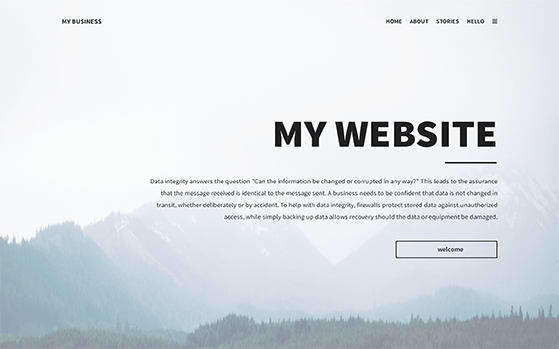 MY BUSINESS
HOME ABOUT STORIES HELLO
MY WEBSITE
Data integrity answers the question "Can the information be changed or corrupted in any way?" This leads to the assurance
that the message received is identical to the message sent. A business needs to be confident that data is not changed in
transit, whether deliberately or by accident. To help with data integrity, firewalls protect stored data against unauthorized
access, while simply backing up data allows recovery should the data or equipment be damaged.
welcome